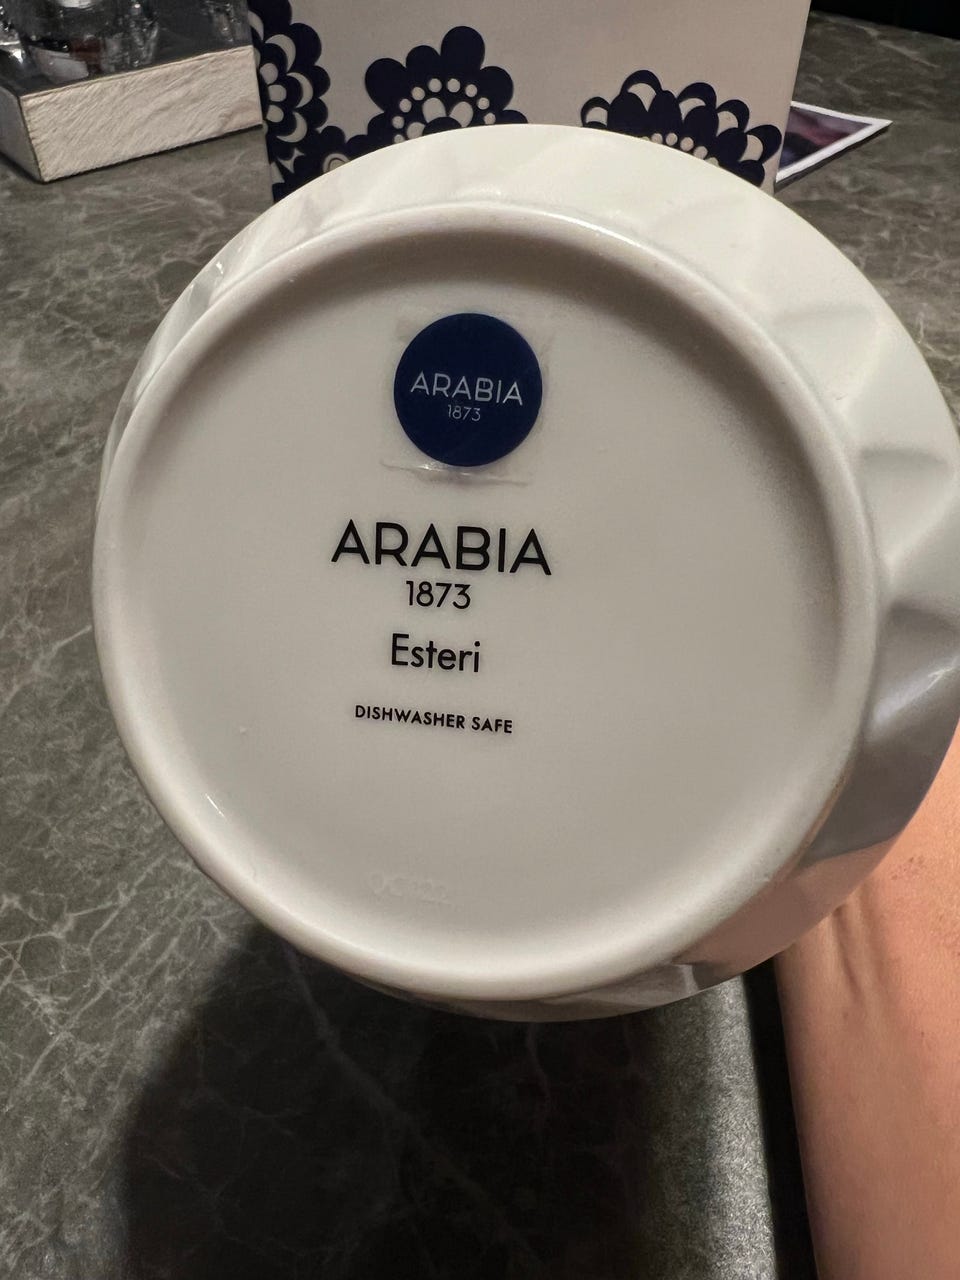 ARABIA
1873
ARABIA
1873
Esteri
DISHWASHER SAFE